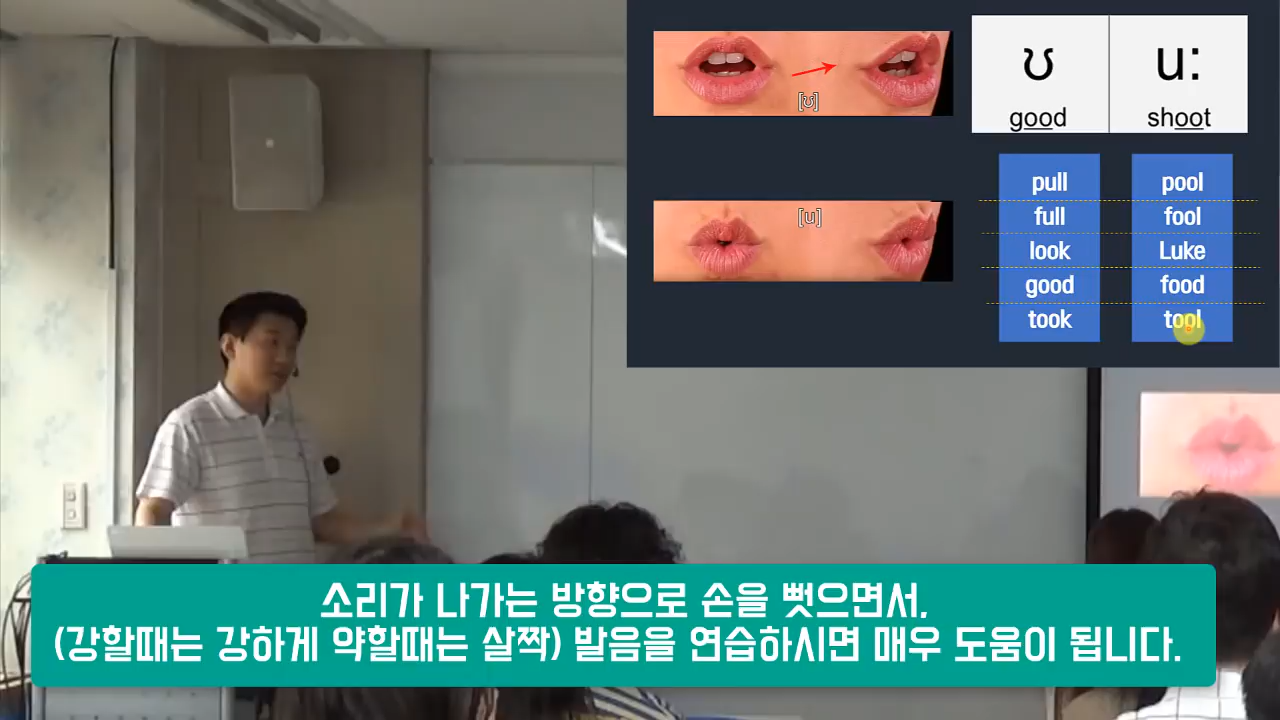 [ʊ]
[u]
ʊ
good
u:
shoot
pull
pool
full
fool
look
Luke
good
food
took
tool
소리가 나가는 방향으로 손을 뻗으면서,
(강할때는 강하게 약할때는 살짝) 발음을 연습하시면 매우 도움이 됩니다.